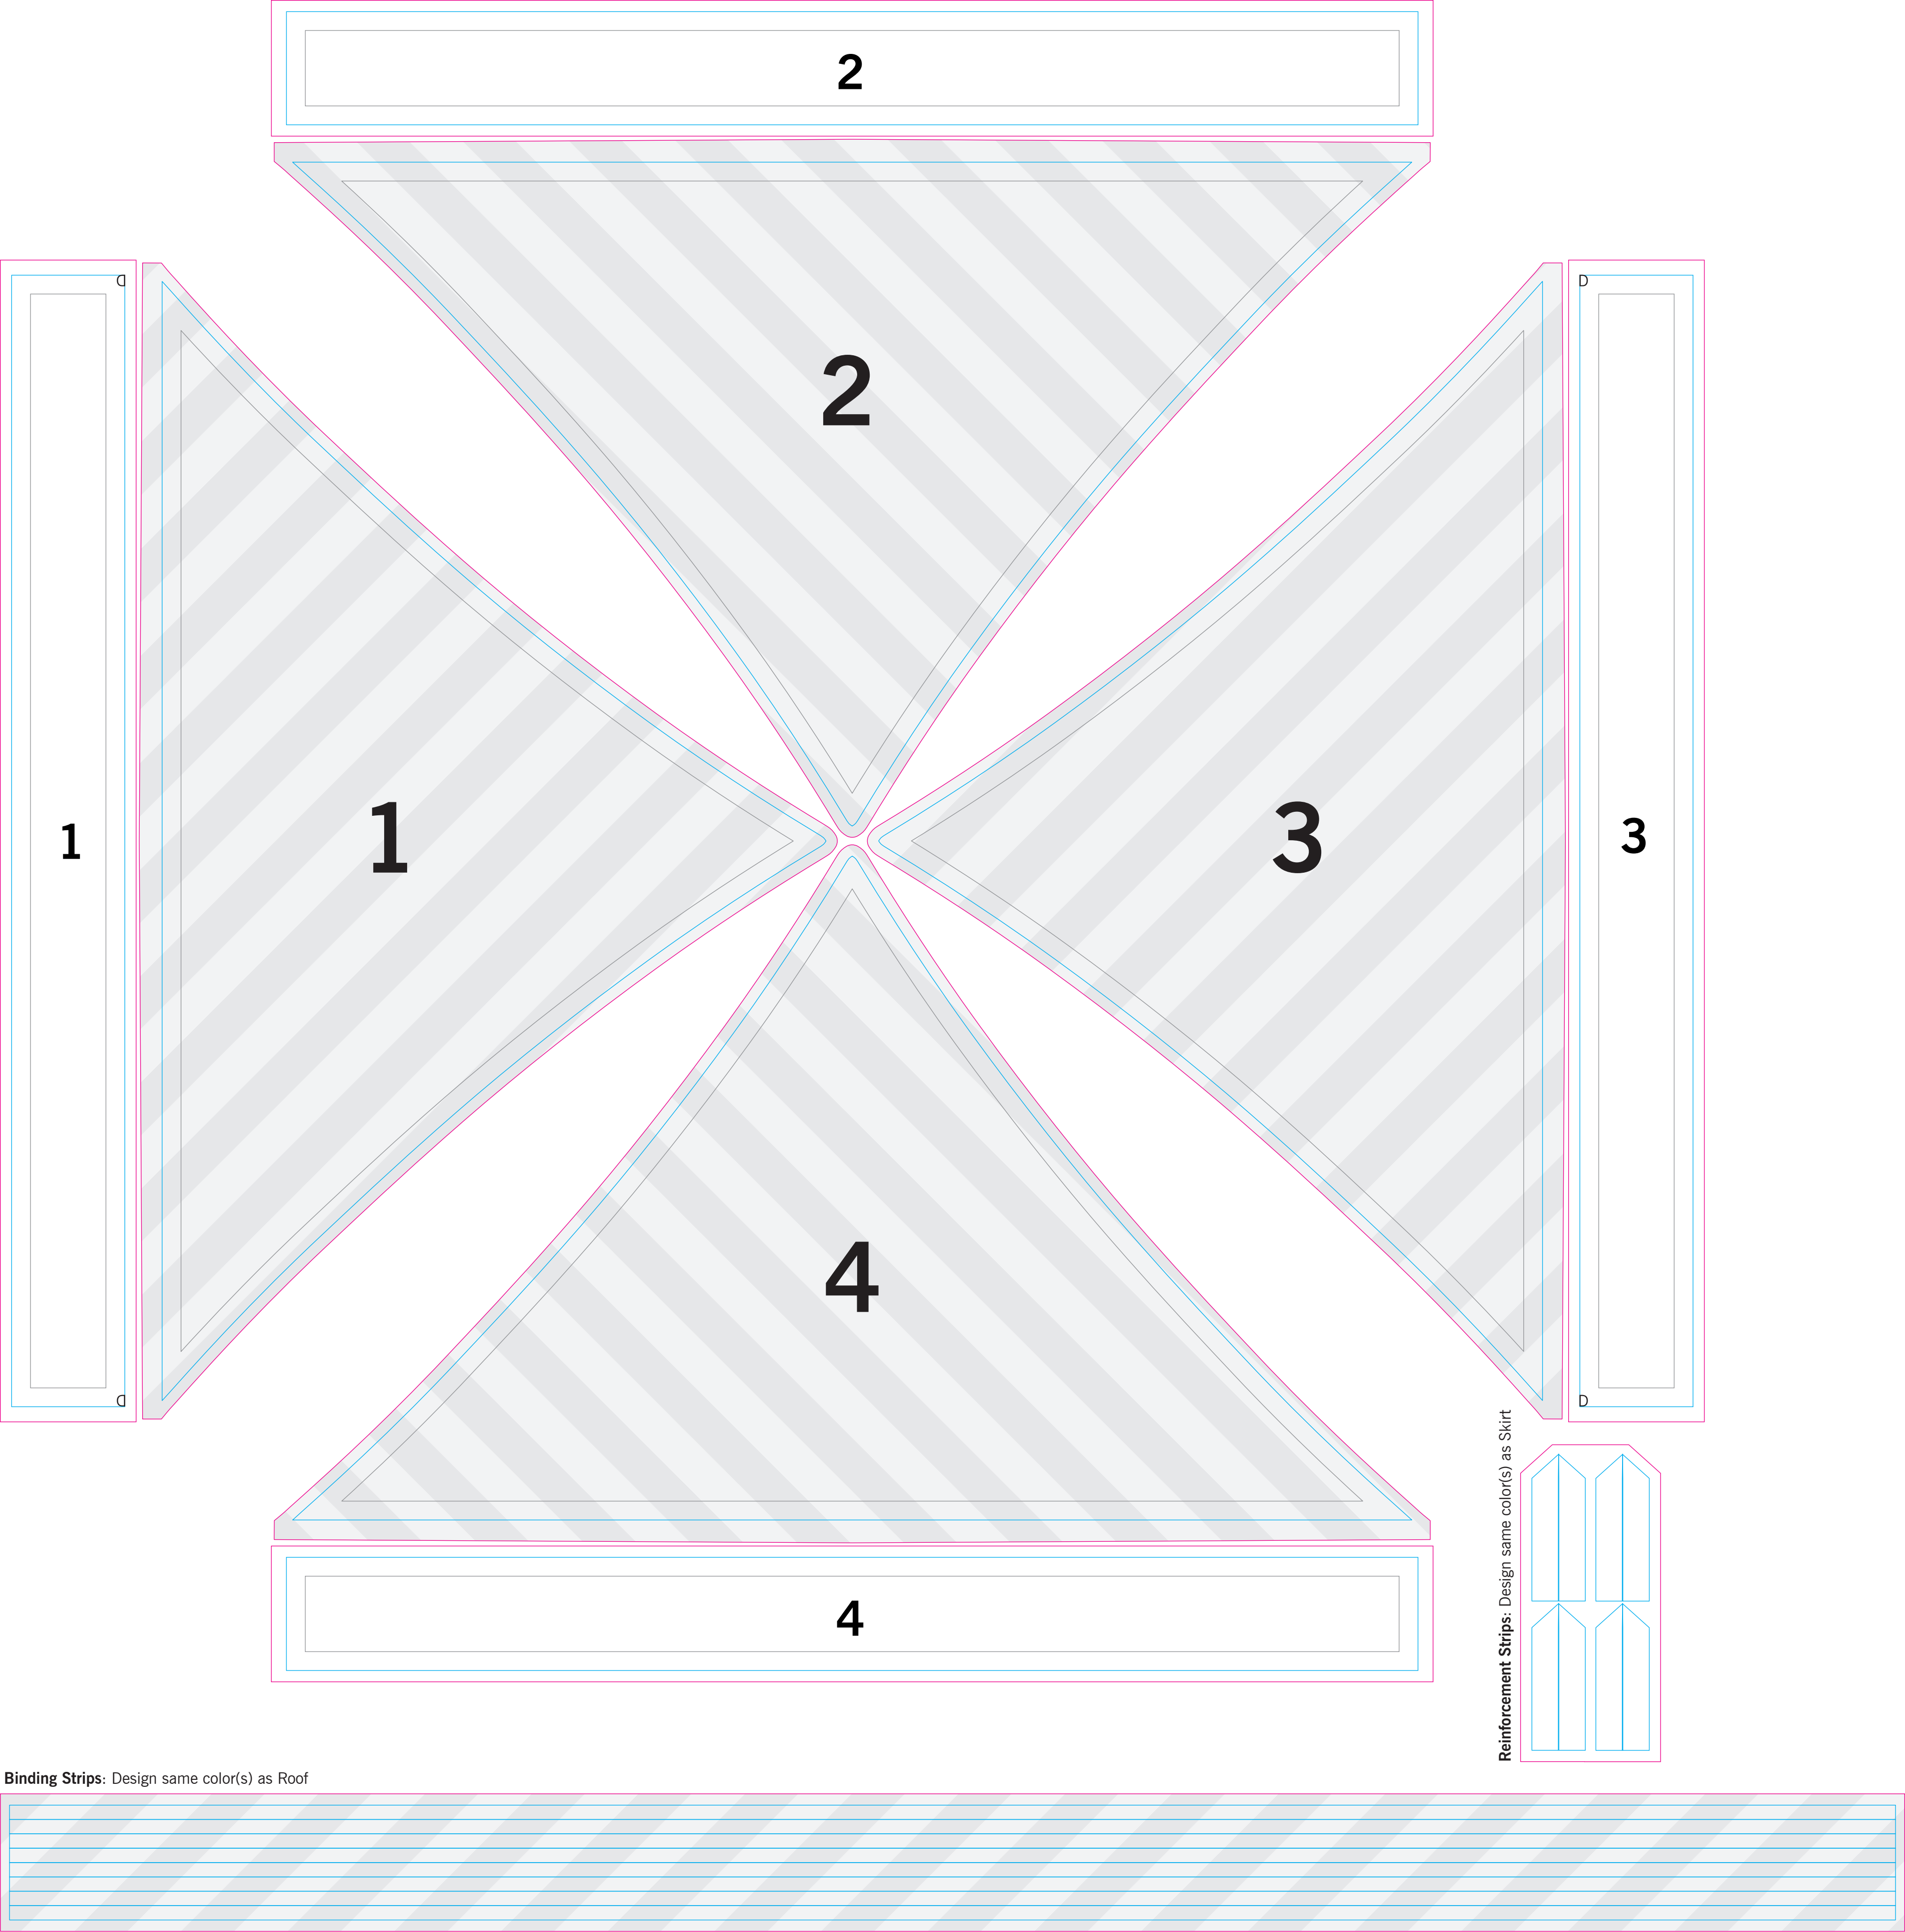 2
2
D
D
1
1
3
3
D
D
4
4
Reinforcement Strips: Design same color(s) as Skirt
Binding Strips: Design same color(s) as Roof